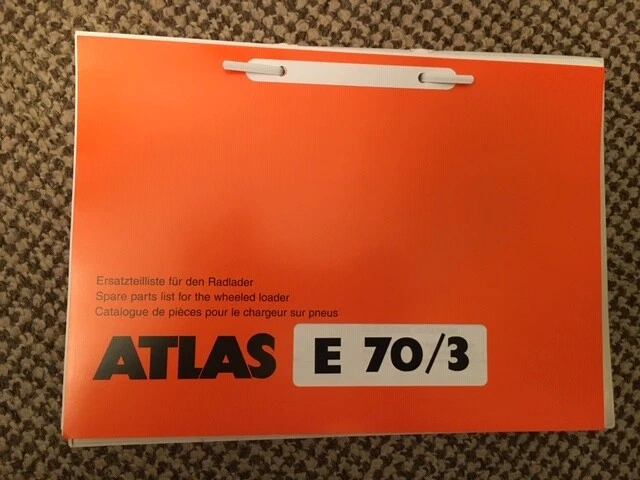 Ersatzteilliste für den Radlader
Spare parts list for the wheeled loader
Catalogue de pièces pour le chargeur sur pneus
ATLAS E 70/3